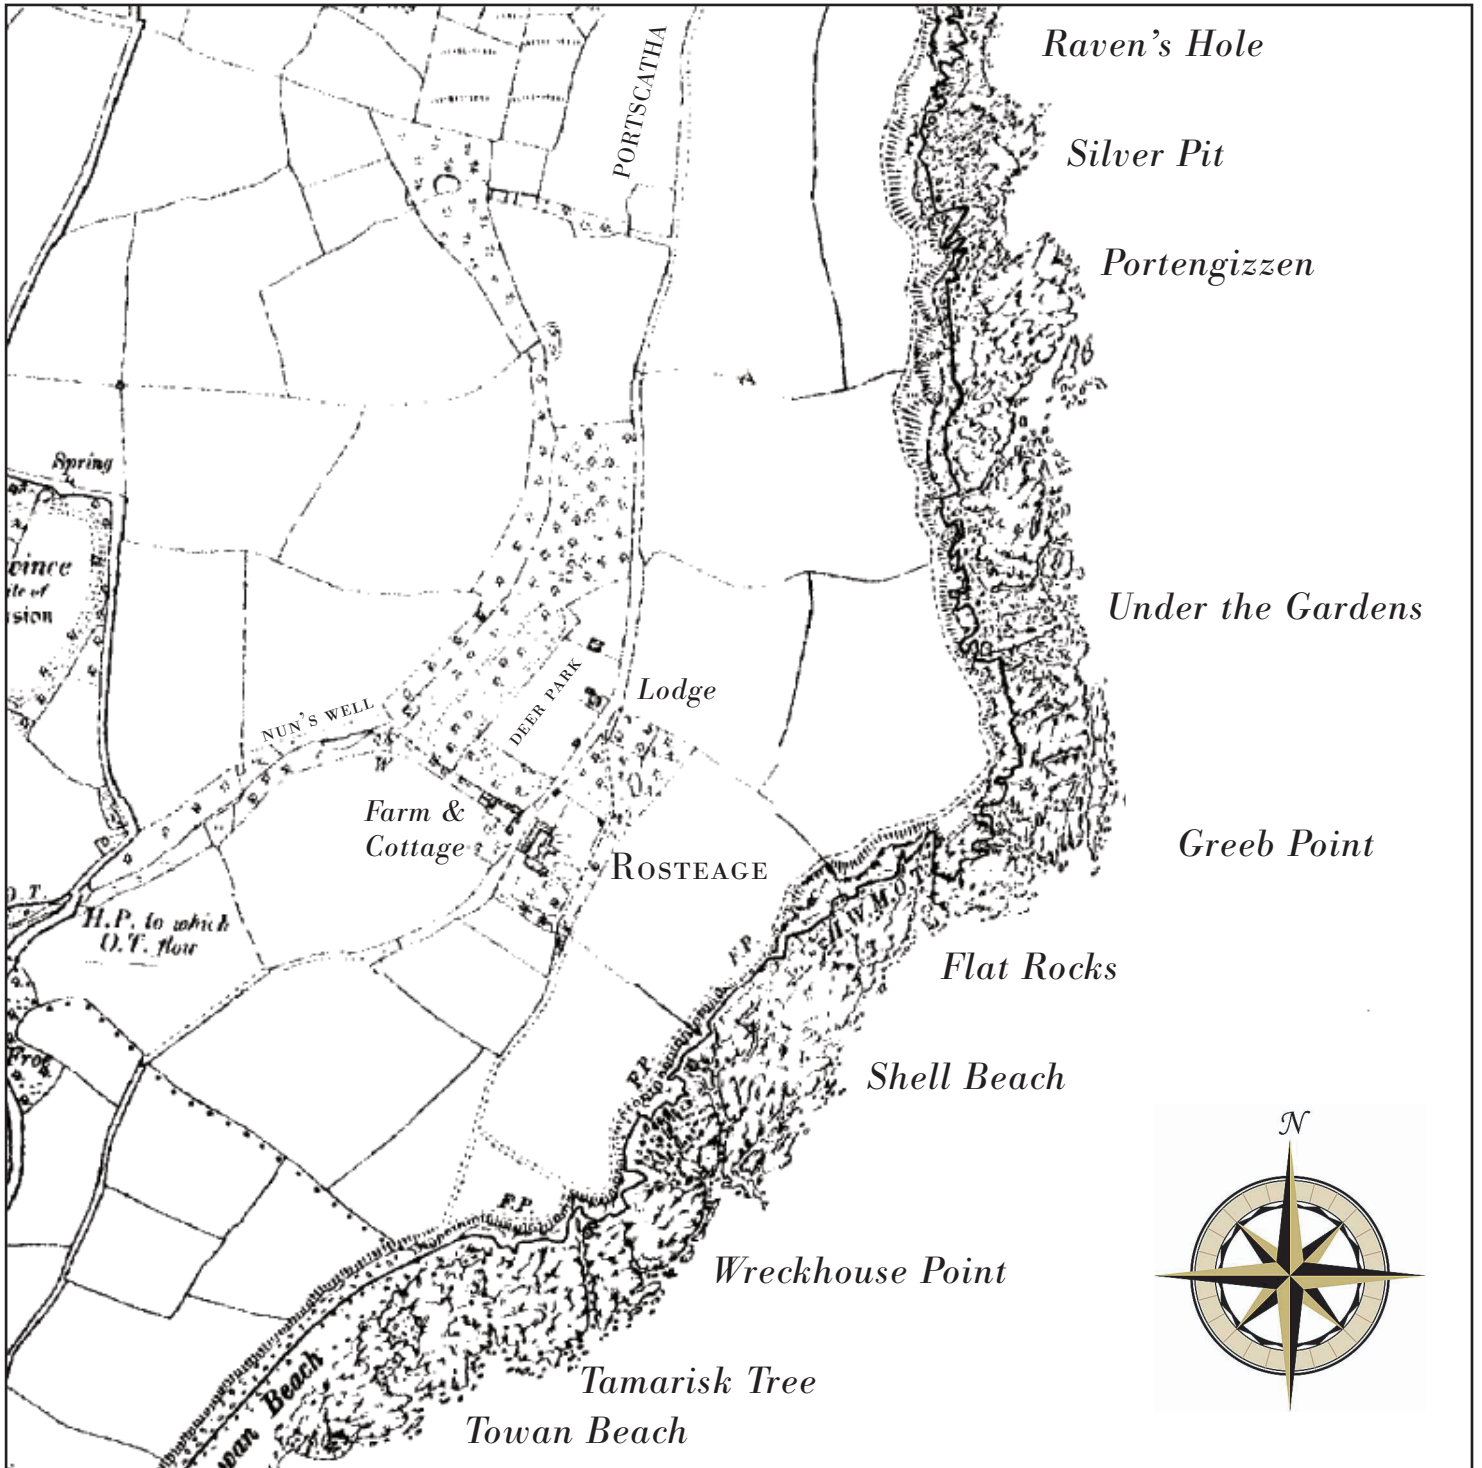 Raven's Hole
PORTSCATHA
Silver Pit
Portengizzen
Spring
Under the Gardens
DEER PARK
Lodge
NUN'S WELL
W
Farm &
Cottage
ROSTEAGE
Greeb Point
H.W.M.O.T.
H.P. to which
O.T. flow
F.P.
Flat Rocks
F.P.
Shell Beach
N
F.P.
Wreckhouse Point
Beach
Tamarisk Tree
Towan Beach